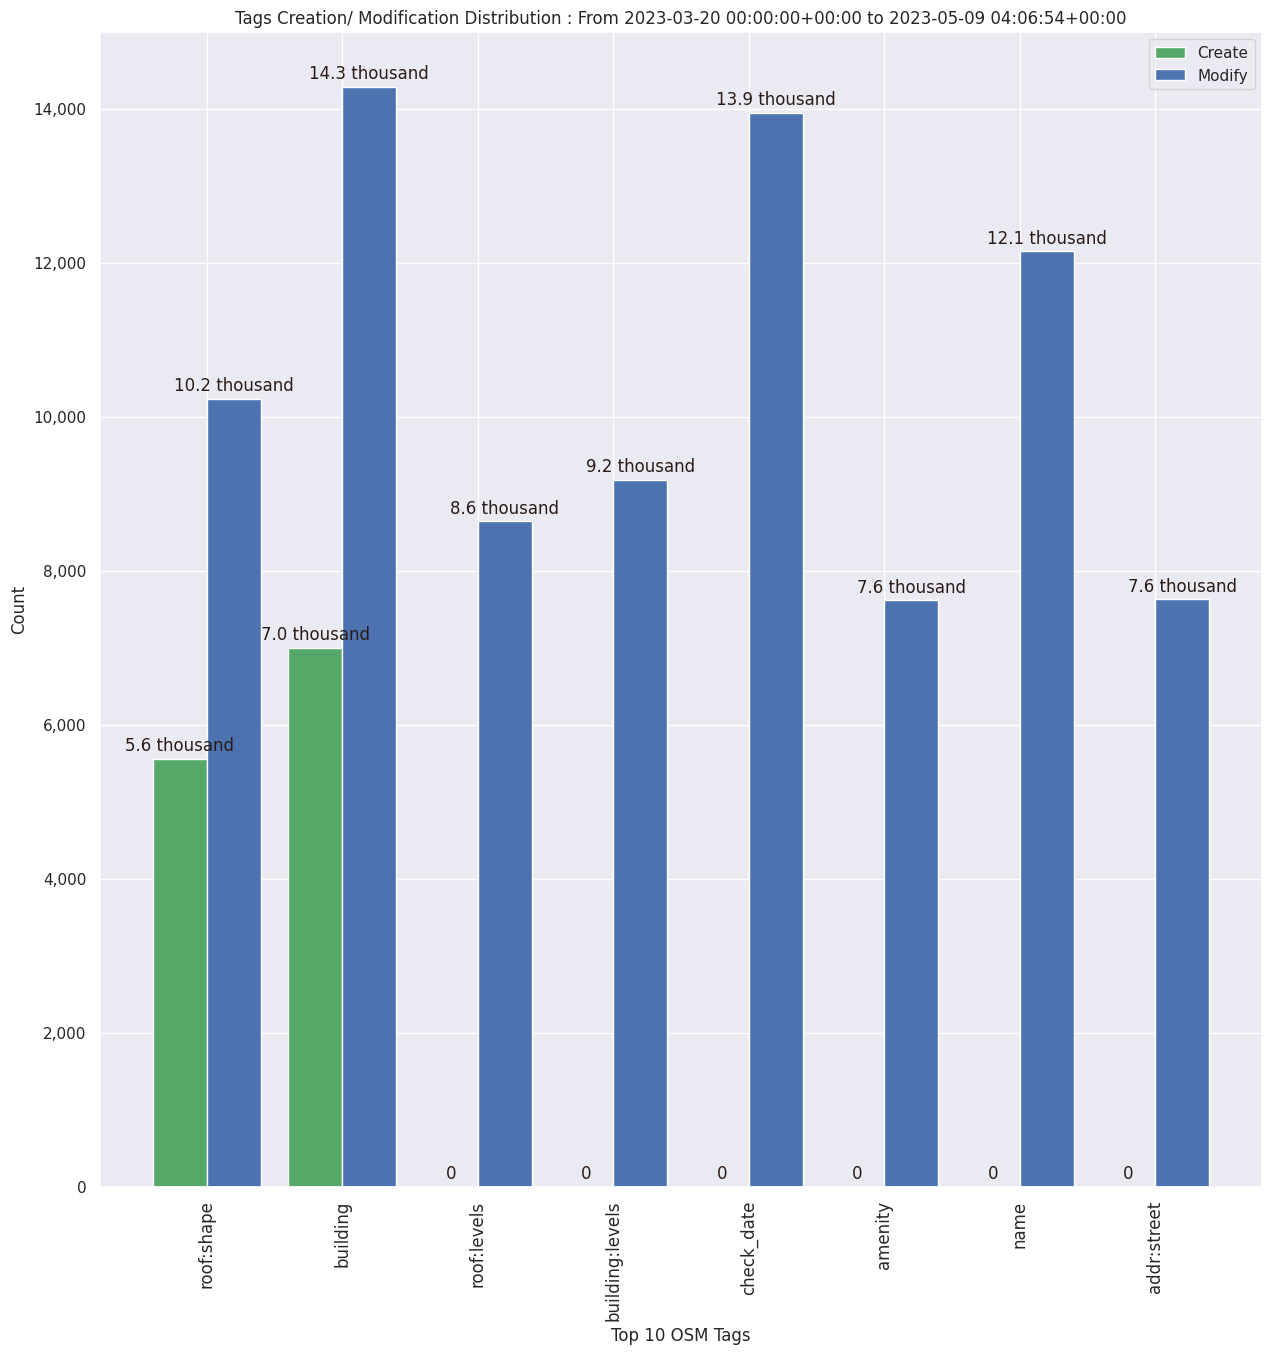 Tags Creation/ Modification Distribution : From 2023-03-20 00:00:00+00:00 to 2023-05-09 04:06:54+00:00
Create
Modify
14.3 thousand
13.9 thousand
12.1 thousand
10.2 thousand
9.2 thousand
8.6 thousand
7.6 thousand
7.6 thousand
7.0 thousand
5.6 thousand
0
0
0
0
0
0
14,000
12,000
10,000
8,000
6,000
4,000
2,000
0
Count
roof:shape
building
roof:levels
building:levels
check_date
amenity
name
addr:street
Top 10 OSM Tags